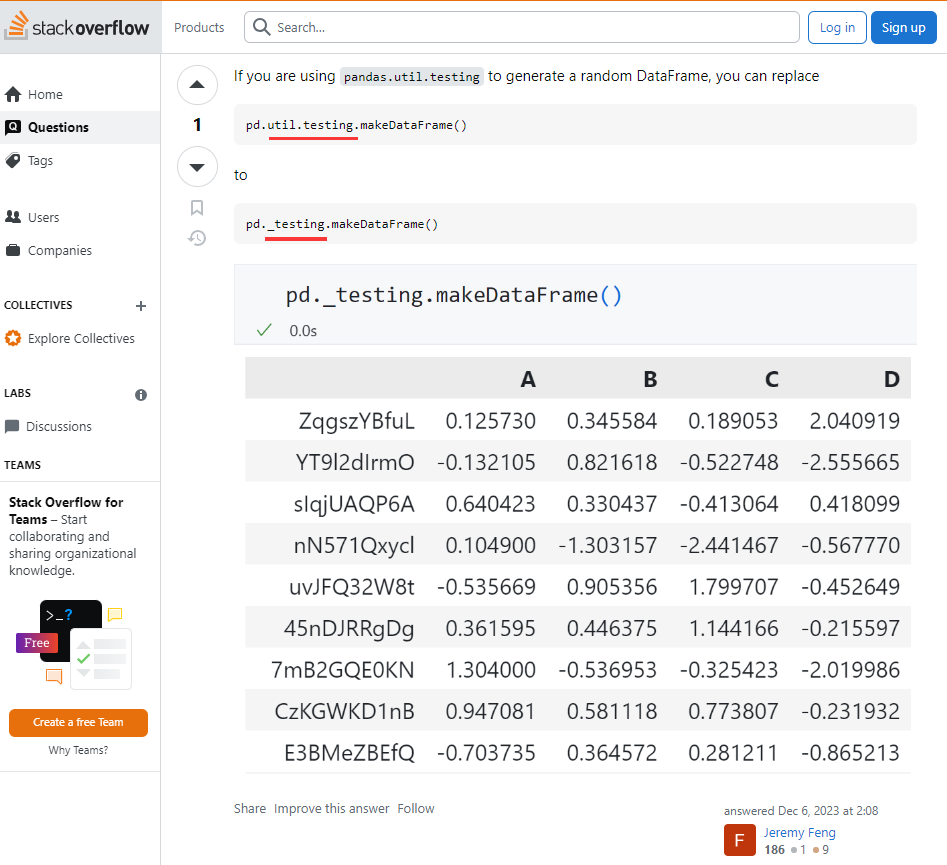 stackoverflow
Products
Search...
Log in
Sign up
Home
Questions
Tags
Users
Companies
COLLECTIVES
Explore Collectives
LABS
Discussions
TEAMS
Stack Overflow for
Teams – Start
collaborating and
sharing organizational
knowledge.
>_?
Free
Create a free Team
Why Teams?
1
If you are using pandas.util.testing to generate a random DataFrame, you can replace
pd.util.testing.makeDataFrame()
to
pd._testing.makeDataFrame()
pd._testing.makeDataFrame()
0.0s
A B C D
ZqgszYBfuL 0.125730 0.345584 0.189053 2.040919
YT9l2dIrmO -0.132105 0.821618 -0.522748 -2.555665
sIqjUAQP6A 0.640423 0.330437 -0.413064 0.418099
nN571Qxycl 0.104900 -1.303157 -2.441467 -0.567770
uvJFQ32W8t -0.535669 0.905356 1.799707 -0.452649
45nDJRRgDg 0.361595 0.446375 1.144166 -0.215597
7mB2GQE0KN 1.304000 -0.536953 -0.325423 -2.019986
CzKGWKD1nB 0.947081 0.581118 0.773807 -0.231932
E3BMeZBEfQ -0.703735 0.364572 0.281211 -0.865213
Share Improve this answer Follow
answered Dec 6, 2023 at 2:08
F
Jeremy Feng
186 1 9